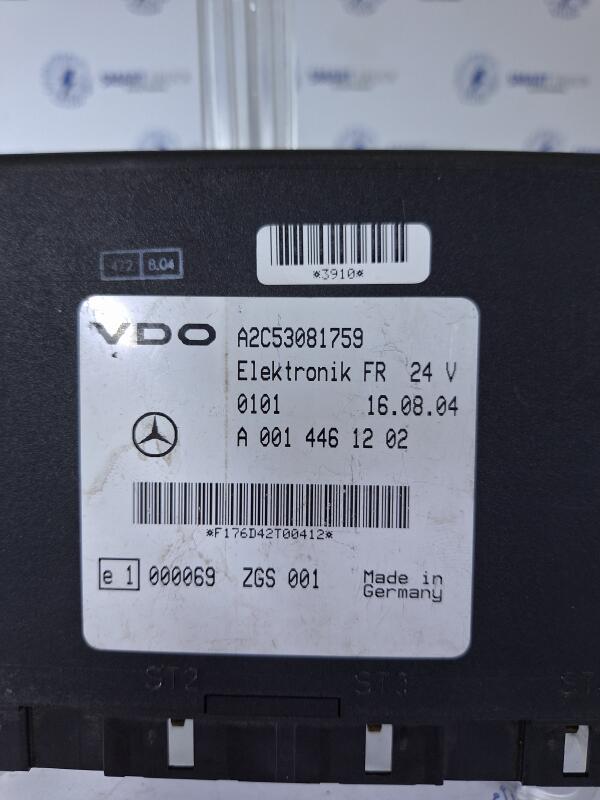 422 8.04
*3910*
VDO A2C53081759
Elektronik FR 24 V
0101 16.08.04
A 001 446 12 02
*F176D42T00412*
e 1 000069 ZGS 001 Made in
Germany
ST2 ST3